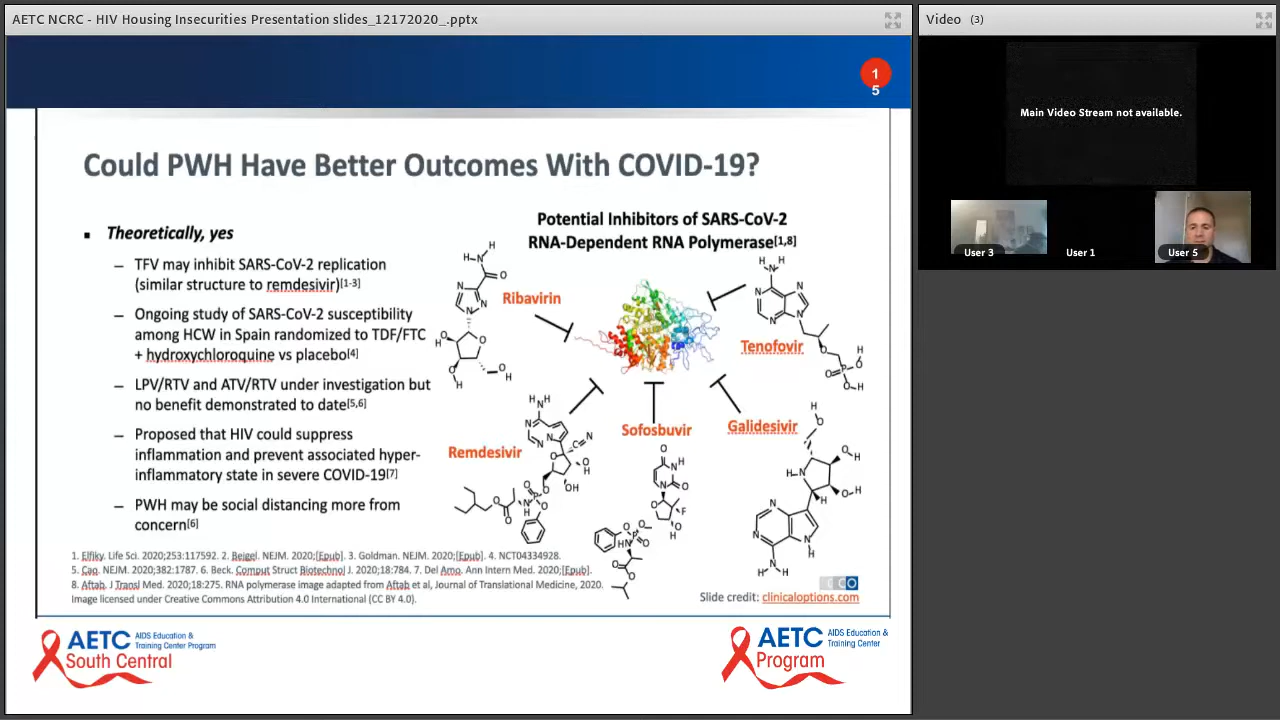 AETC NCRC - HIV Housing Insecurities Presentation slides_12172020_.pptx
Video (3)
1
5
Main Video Stream not available.
User 3
User 1
User 5
Could PWH Have Better Outcomes With COVID-19?
▪ Theoretically, yes
– TFV may inhibit SARS-CoV-2 replication
(similar structure to remdesivir)[1-3]
– Ongoing study of SARS-CoV-2 susceptibility
among HCW in Spain randomized to TDF/FTC
+ hydroxychloroquine vs placebo[4]
– LPV/RTV and ATV/RTV under investigation but
no benefit demonstrated to date[5,6]
– Proposed that HIV could suppress
inflammation and prevent associated hyper-
inflammatory state in severe COVID-19[7]
– PWH may be social distancing more from
concern[6]
Potential Inhibitors of SARS-CoV-2
RNA-Dependent RNA Polymerase[1,8]
Ribavirin
Tenofovir
Remdesivir
Sofosbuvir
Galidesivir
1. Elfiky. Life Sci. 2020;253:117592. 2. Beigel. NEJM. 2020;[Epub]. 3. Goldman. NEJM. 2020;[Epub]. 4. NCT04334928.
5. Cao. NEJM. 2020;382:1787. 6. Beck. Comput Struct Biotechnol J. 2020;18:784. 7. Del Amo. Ann Intern Med. 2020;[Epub].
8. Aftab. J Transl Med. 2020;18:275. RNA polymerase image adapted from Aftab et al, Journal of Translational Medicine, 2020.
Image licensed under Creative Commons Attribution 4.0 International (CC BY 4.0).
CCO
Slide credit: clinicaloptions.com
AETC AIDS Education &
Training Center Program
South Central
AETC AIDS Education &
Training Center
Program